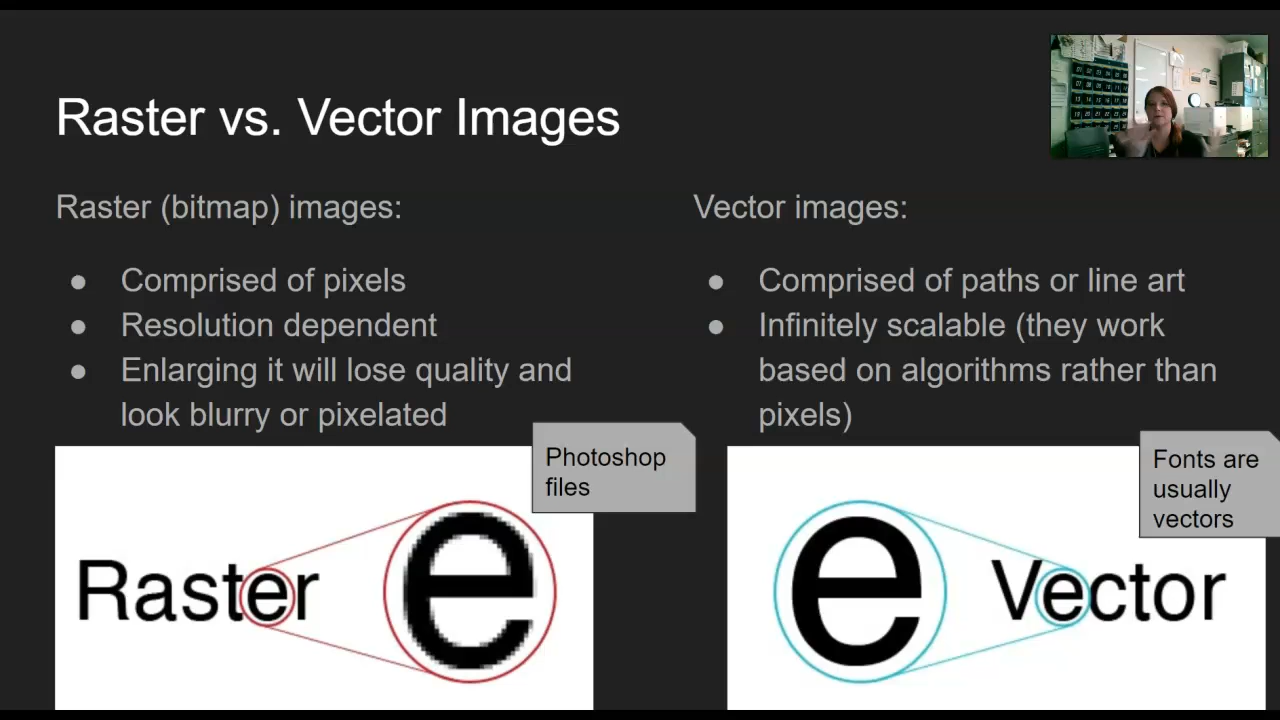 Raster vs. Vector Images
Raster (bitmap) images:
● Comprised of pixels
● Resolution dependent
● Enlarging it will lose quality and
look blurry or pixelated
Photoshop
files
Raster
e
Vector images:
● Comprised of paths or line art
● Infinitely scalable (they work
based on algorithms rather than
pixels)
Fonts are
usually
vectors
e
Vector